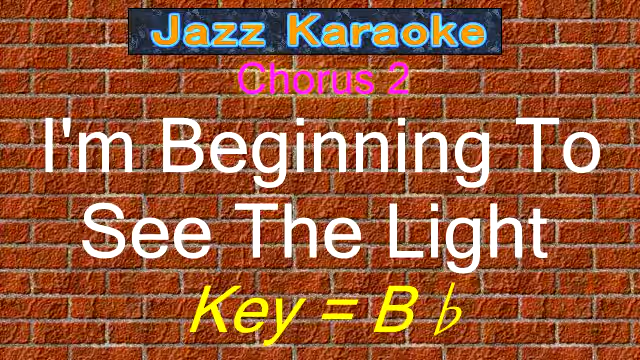 Jazz Karaoke
Chorus 2
I'm Beginning To
See The Light
Key = B♭